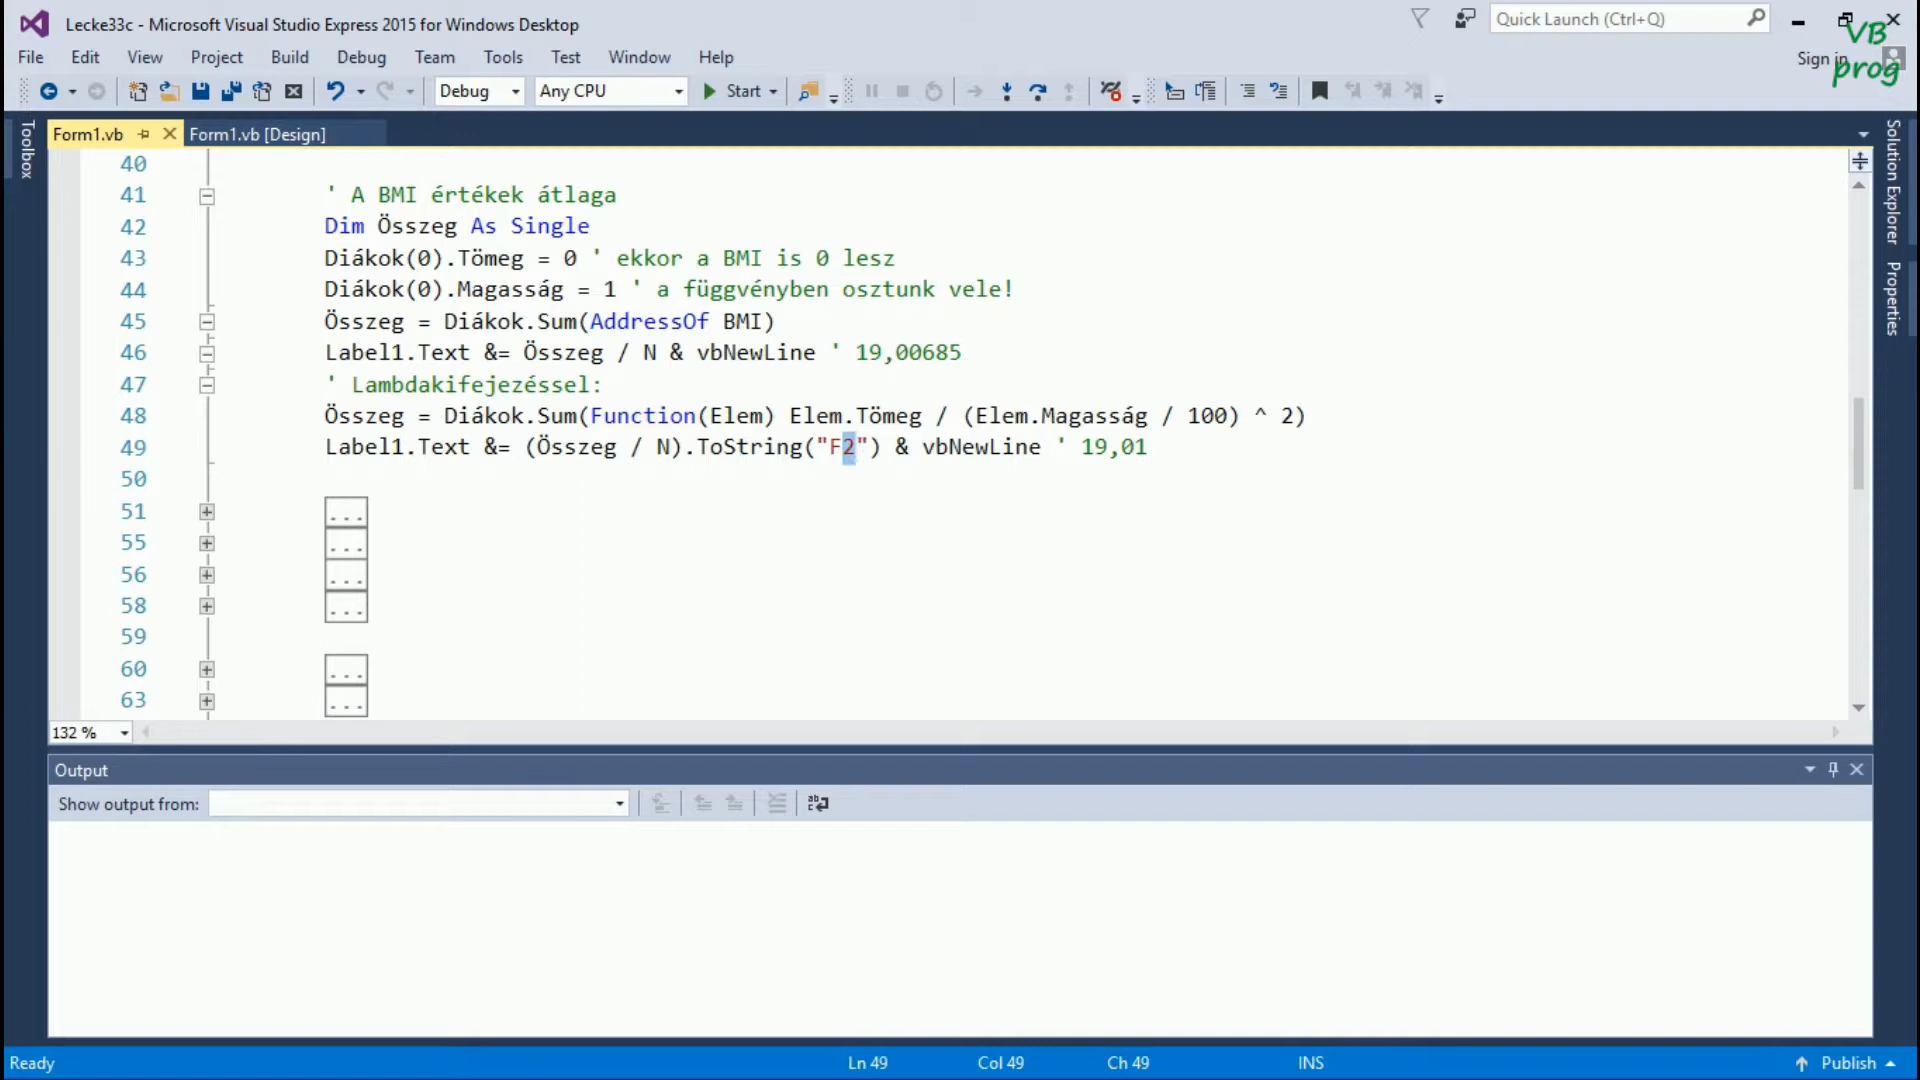 Lecke33c - Microsoft Visual Studio Express 2015 for Windows Desktop
Quick Launch (Ctrl+Q)
VB
prog
File Edit View Project Build Debug Team Tools Test Window Help
Sign in
Debug Any CPU Start
Toolbox
Form1.vb Form1.vb [Design]
Solution Explorer
Properties
40
41 ' A BMI értékek átlaga
42 Dim Összeg As Single
43 Diákok(0).Tömeg = 0 ' ekkor a BMI is 0 lesz
44 Diákok(0).Magasság = 1 ' a függvényben osztunk vele!
45 Összeg = Diákok.Sum(AddressOf BMI)
46 Label1.Text &= Összeg / N & vbNewLine ' 19,00685
47 ' Lambdakifejezéssel:
48 Összeg = Diákok.Sum(Function(Elem) Elem.Tömeg / (Elem.Magasság / 100) ^ 2)
49 Label1.Text &= (Összeg / N).ToString("F2") & vbNewLine ' 19,01
50
51 ...
55 ...
56 ...
58 ...
59
60 ...
63 ...
132 %
Output
Show output from:
Ready Ln 49 Col 49 Ch 49 INS Publish